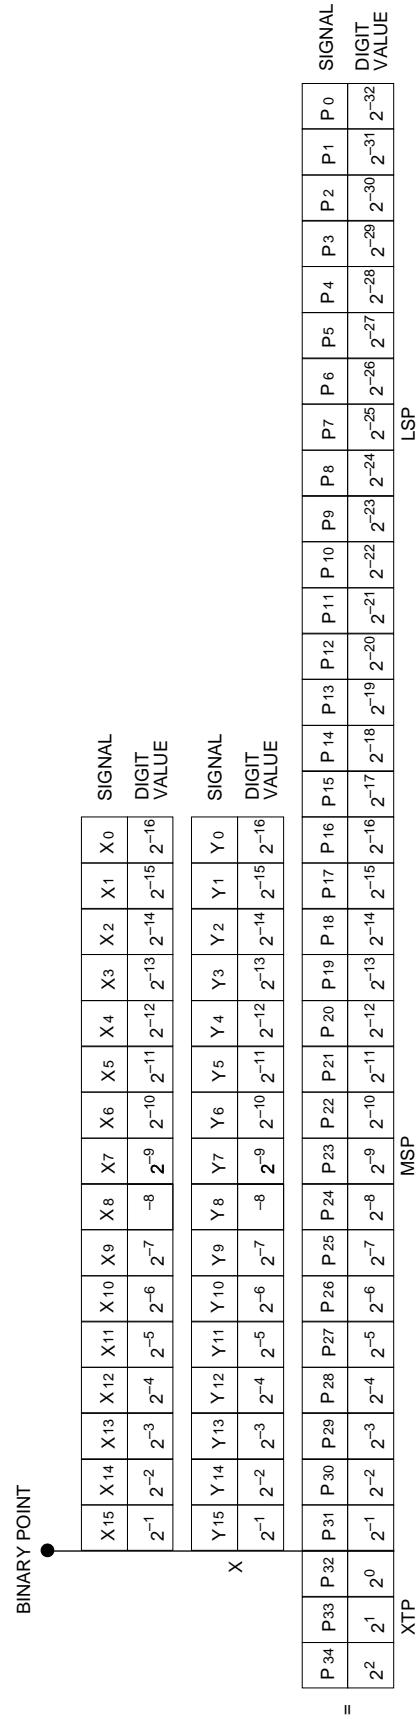 BINARY POINT
X15 X14 X13 X12 X11 X10 X9 X8 X7 X6 X5 X4 X3 X2 X1 X0 SIGNAL
2⁻¹ 2⁻² 2⁻³ 2⁻⁴ 2⁻⁵ 2⁻⁶ 2⁻⁷ ⁻⁸ 2⁻⁹ 2⁻¹⁰ 2⁻¹¹ 2⁻¹² 2⁻¹³ 2⁻¹⁴ 2⁻¹⁵ 2⁻¹⁶ DIGIT VALUE
X Y15 Y14 Y13 Y12 Y11 Y10 Y9 Y8 Y7 Y6 Y5 Y4 Y3 Y2 Y1 Y0 SIGNAL
2⁻¹ 2⁻² 2⁻³ 2⁻⁴ 2⁻⁵ 2⁻⁶ 2⁻⁷ ⁻⁸ 2⁻⁹ 2⁻¹⁰ 2⁻¹¹ 2⁻¹² 2⁻¹³ 2⁻¹⁴ 2⁻¹⁵ 2⁻¹⁶ DIGIT VALUE
= P34 P33 P32 P31 P30 P29 P28 P27 P26 P25 P24 P23 P22 P21 P20 P19 P18 P17 P16 P15 P14 P13 P12 P11 P10 P9 P8 P7 P6 P5 P4 P3 P2 P1 P0 SIGNAL
2² 2¹ 2⁰ 2⁻¹ 2⁻² 2⁻³ 2⁻⁴ 2⁻⁵ 2⁻⁶ 2⁻⁷ 2⁻⁸ 2⁻⁹ 2⁻¹⁰ 2⁻¹¹ 2⁻¹² 2⁻¹³ 2⁻¹⁴ 2⁻¹⁵ 2⁻¹⁶ 2⁻¹⁷ 2⁻¹⁸ 2⁻¹⁹ 2⁻²⁰ 2⁻²¹ 2⁻²² 2⁻²³ 2⁻²⁴ 2⁻²⁵ 2⁻²⁶ 2⁻²⁷ 2⁻²⁸ 2⁻²⁹ 2⁻³⁰ 2⁻³¹ 2⁻³² DIGIT VALUE
XTP MSP LSP